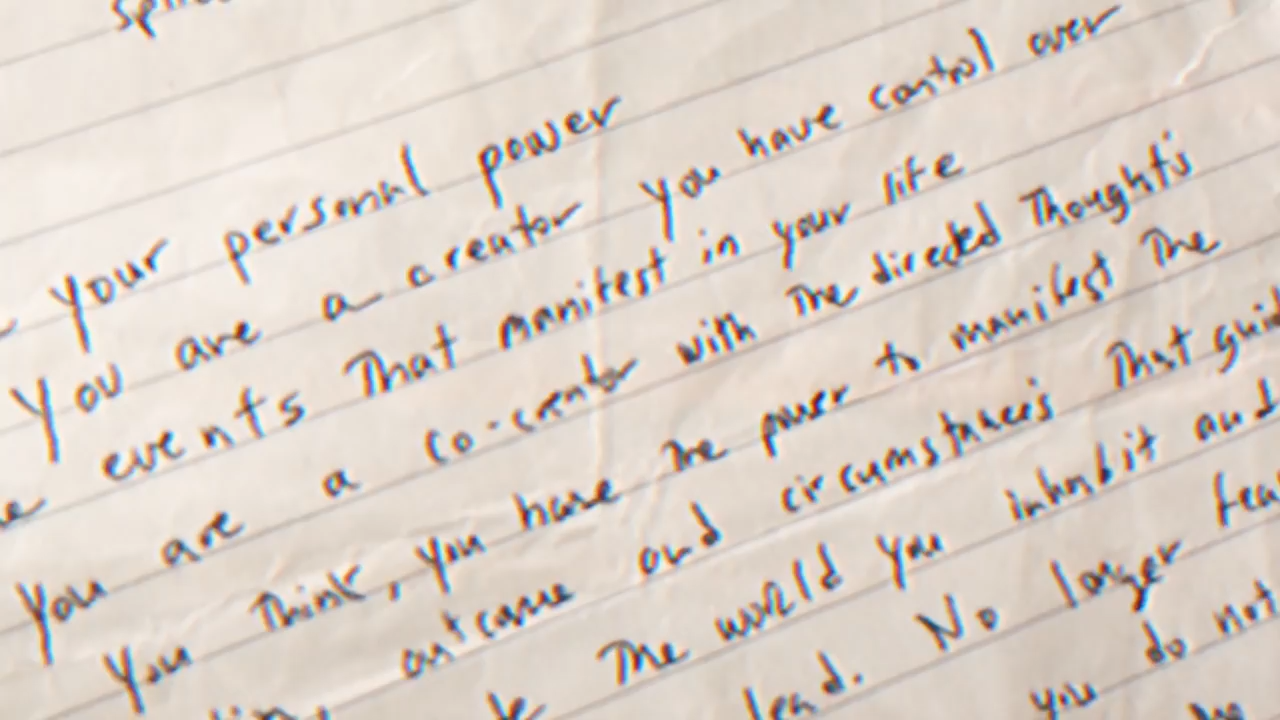 Your personal power
You are a creator You have control over
events That manifest in your life
You are a co-creator with The directed Thoughts
You Think, you have The power to manifest The
outcome and circumstances That
The world you inhabit and
lead. No longer
you do not